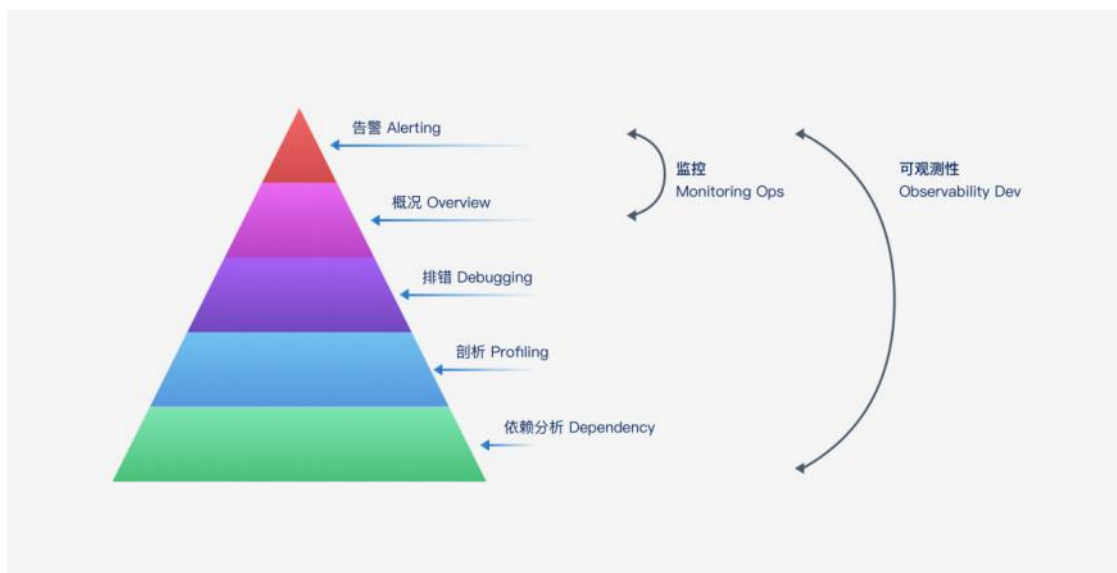 告警 Alerting
概况 Overview
排错 Debugging
剖析 Profiling
依赖分析 Dependency
监控
Monitoring Ops
可观测性
Observability Dev